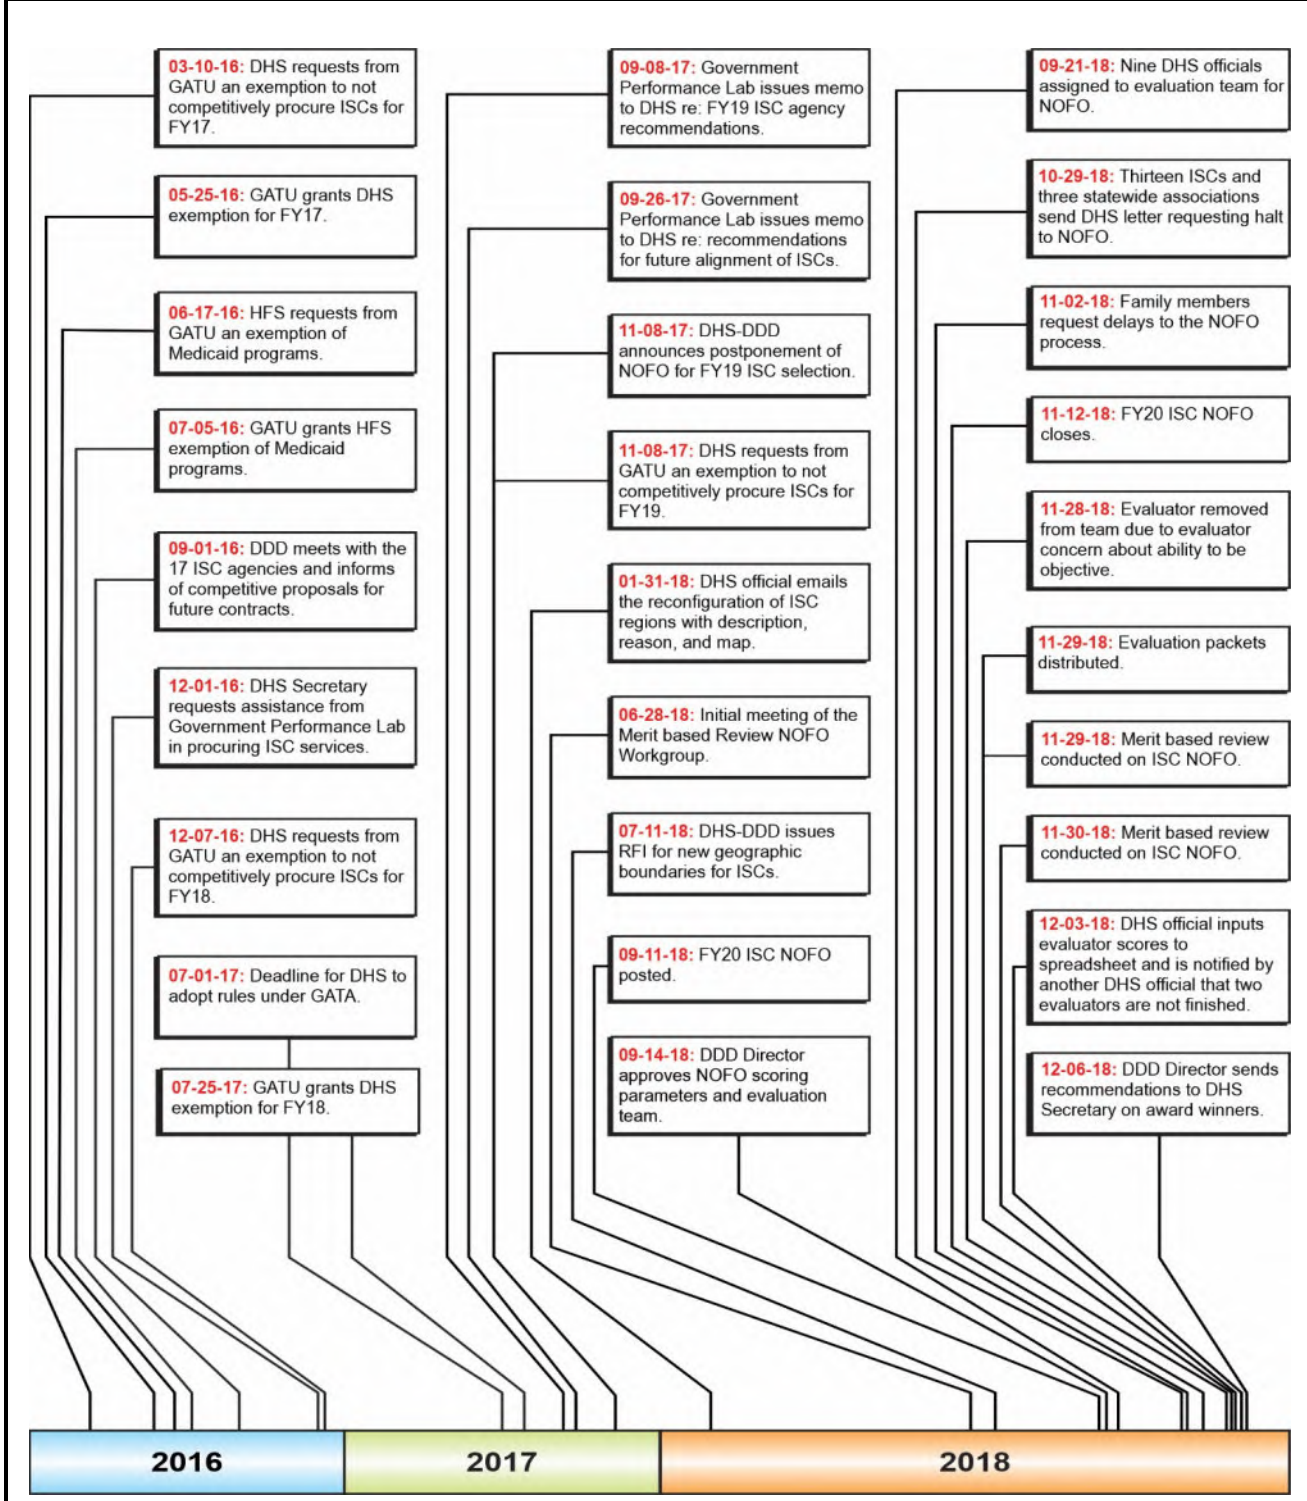 03-10-16: DHS requests from
GATU an exemption to not
competitively procure ISCs for
FY17.
05-25-16: GATU grants DHS
exemption for FY17.
06-17-16: HFS requests from
GATU an exemption of
Medicaid programs.
07-05-16: GATU grants HFS
exemption of Medicaid
programs.
09-01-16: DDD meets with the
17 ISC agencies and informs
of competitive proposals for
future contracts.
12-01-16: DHS Secretary
requests assistance from
Government Performance Lab
in procuring ISC services.
12-07-16: DHS requests from
GATU an exemption to not
competitively procure ISCs for
FY18.
07-01-17: Deadline for DHS to
adopt rules under GATA.
07-25-17: GATU grants DHS
exemption for FY18.
09-08-17: Government
Performance Lab issues memo
to DHS re: FY19 ISC agency
recommendations.
09-26-17: Government
Performance Lab issues memo
to DHS re: recommendations
for future alignment of ISCs.
11-08-17: DHS-DDD
announces postponement of
NOFO for FY19 ISC selection.
11-08-17: DHS requests from
GATU an exemption to not
competitively procure ISCs for
FY19.
01-31-18: DHS official emails
the reconfiguration of ISC
regions with description,
reason, and map.
06-28-18: Initial meeting of the
Merit based Review NOFO
Workgroup.
07-11-18: DHS-DDD issues
RFI for new geographic
boundaries for ISCs.
09-11-18: FY20 ISC NOFO
posted.
09-14-18: DDD Director
approves NOFO scoring
parameters and evaluation
team.
09-21-18: Nine DHS officials
assigned to evaluation team for
NOFO.
10-29-18: Thirteen ISCs and
three statewide associations
send DHS letter requesting halt
to NOFO.
11-02-18: Family members
request delays to the NOFO
process.
11-12-18: FY20 ISC NOFO
closes.
11-28-18: Evaluator removed
from team due to evaluator
concern about ability to be
objective.
11-29-18: Evaluation packets
distributed.
11-29-18: Merit based review
conducted on ISC NOFO.
11-30-18: Merit based review
conducted on ISC NOFO.
12-03-18: DHS official inputs
evaluator scores to
spreadsheet and is notified by
another DHS official that two
evaluators are not finished.
12-06-18: DDD Director sends
recommendations to DHS
Secretary on award winners.
2016
2017
2018